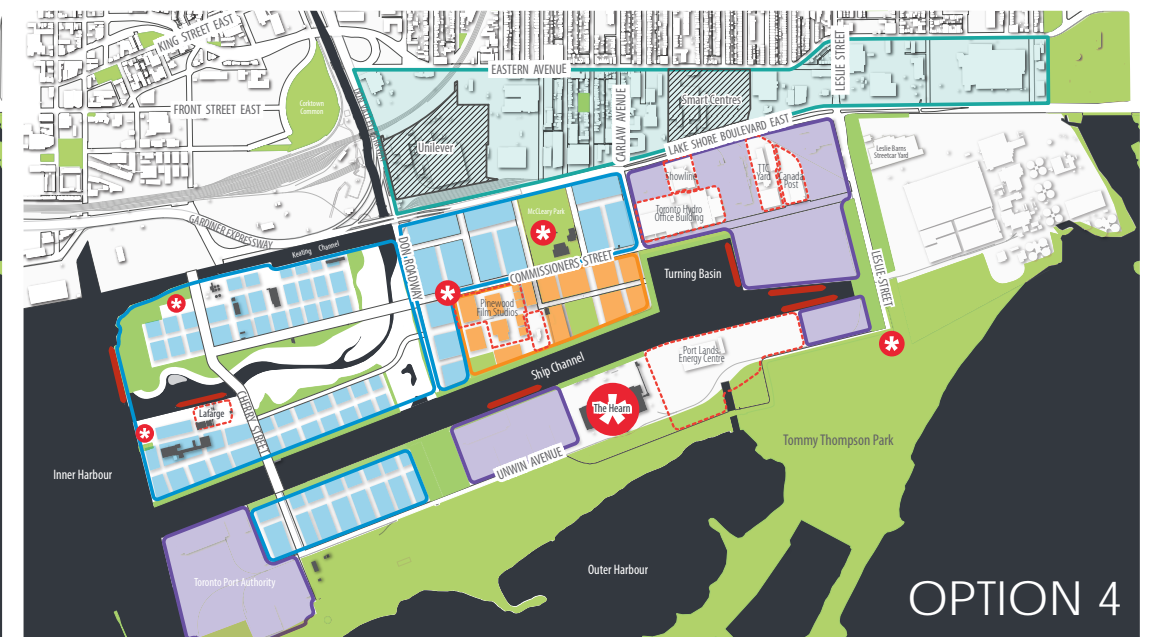 KING STREET EAST
FRONT STREET EAST
Corktown
Common
EASTERN AVENUE
LESLIE STREET
Unilever
CARLAW AVENUE
Smart Centres
LAKE SHORE BOULEVARD EAST
Leslie Barns
Streetcar Yard
TTC
Yard
Canada
Post
Toronto Hydro
Office Building
McCleary Park
GARDINER EXPRESSWAY
Keating Channel
DON ROADWAY
COMMISSIONERS STREET
Turning Basin
LESLIE STREET
Pinewood
Film Studios
Ship Channel
Port Lands
Energy Centre
Lafarge
CHERRY STREET
The Hearn
Tommy Thompson Park
UNWIN AVENUE
Inner Harbour
Outer Harbour
Toronto Port Authority
OPTION 4